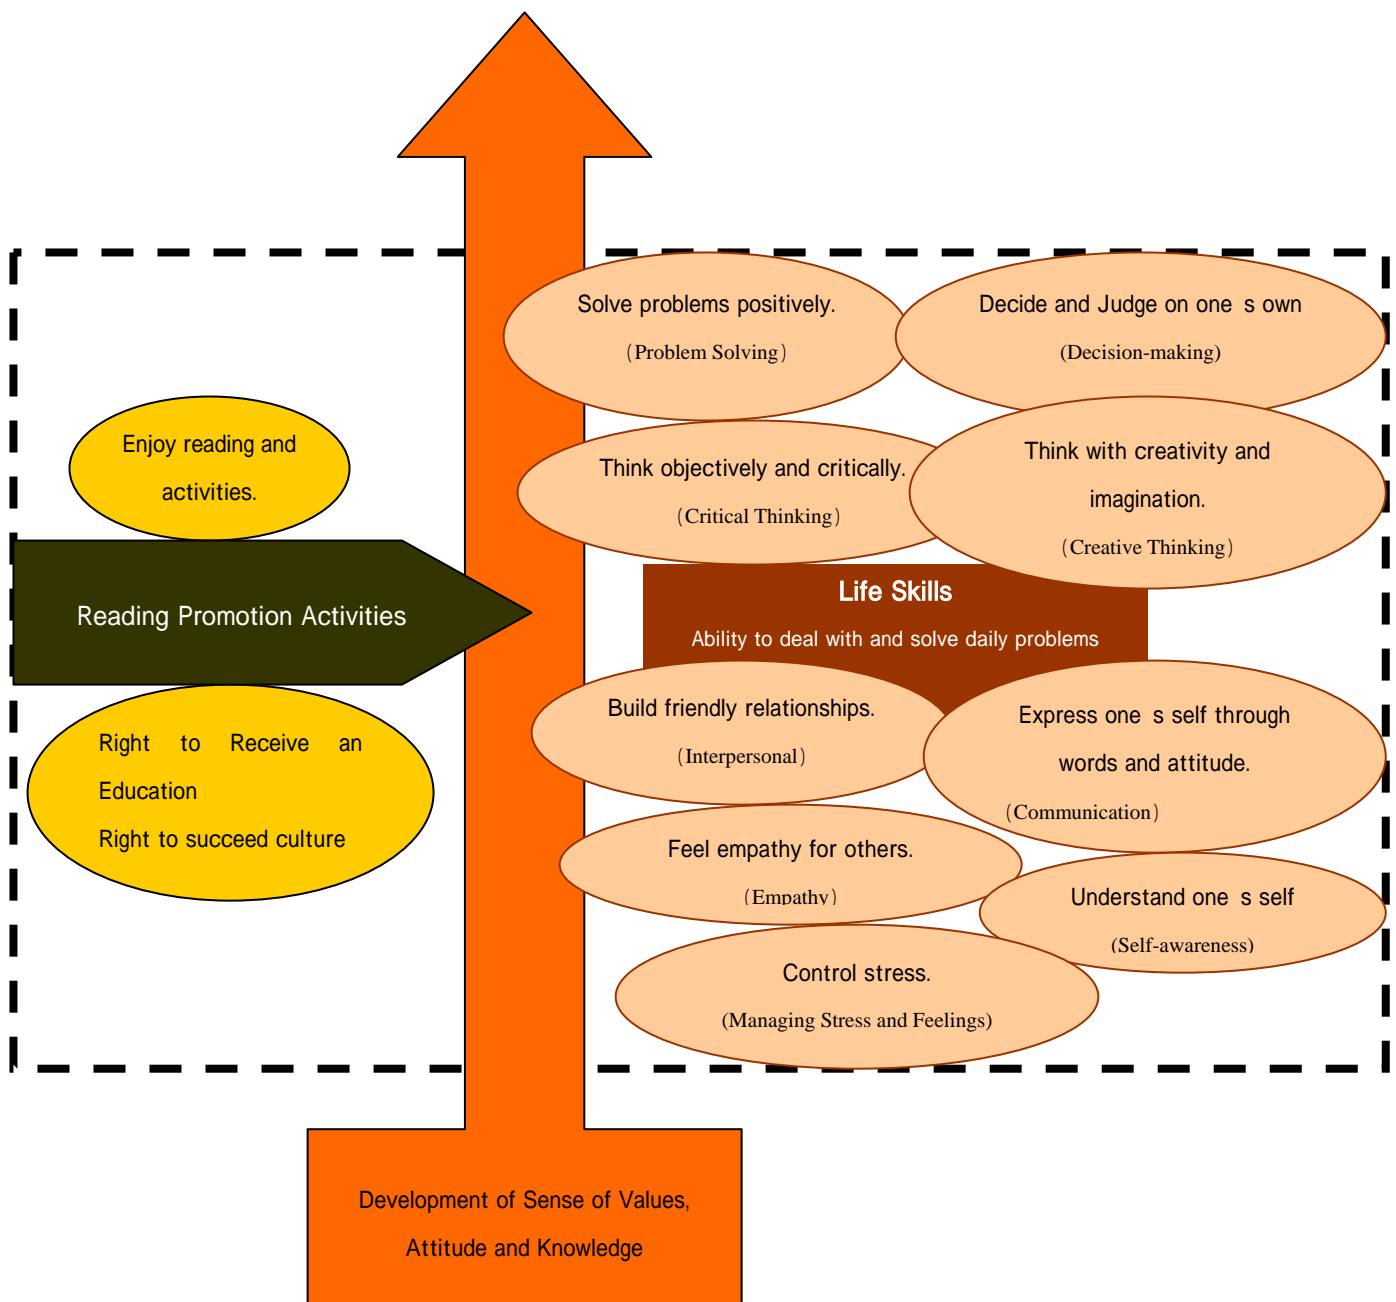 Solve problems positively.
(Problem Solving)
Decide and Judge on one s own
(Decision-making)
Enjoy reading and
activities.
Think objectively and critically.
(Critical Thinking)
Think with creativity and
imagination.
(Creative Thinking)
Reading Promotion Activities
Life Skills
Ability to deal with and solve daily problems
Right to Receive an
Education
Right to succeed culture
Build friendly relationships.
(Interpersonal)
Express one s self through
words and attitude.
(Communication)
Feel empathy for others.
(Empathy)
Understand one s self
(Self-awareness)
Control stress.
(Managing Stress and Feelings)
Development of Sense of Values,
Attitude and Knowledge